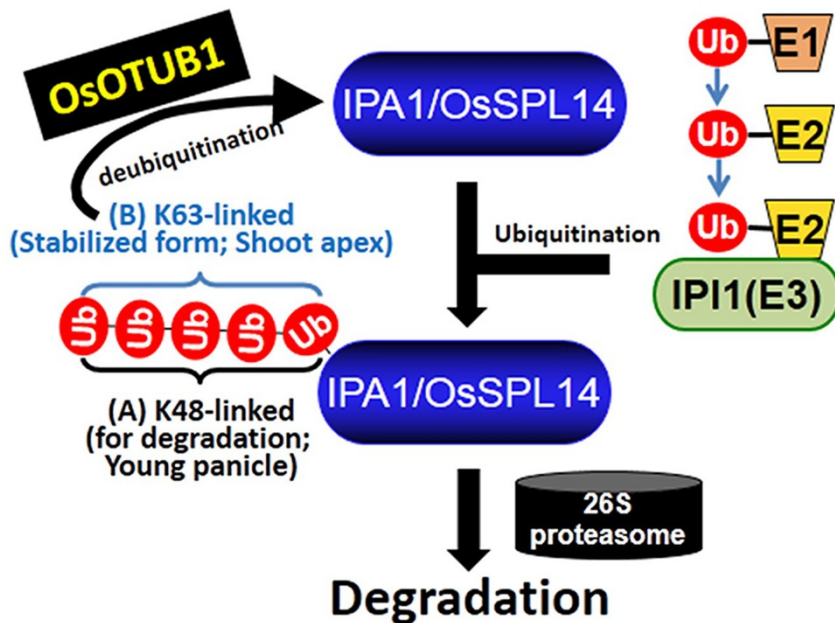 OsOTUB1
deubiquitination
IPA1/OsSPL14
Ub
E1
Ub
E2
Ub
E2
IPI1(E3)
Ubiquitination
(B) K63-linked
(Stabilized form; Shoot apex)
Ub Ub Ub Ub Ub
IPA1/OsSPL14
(A) K48-linked
(for degradation;
Young panicle)
26S
proteasome
Degradation